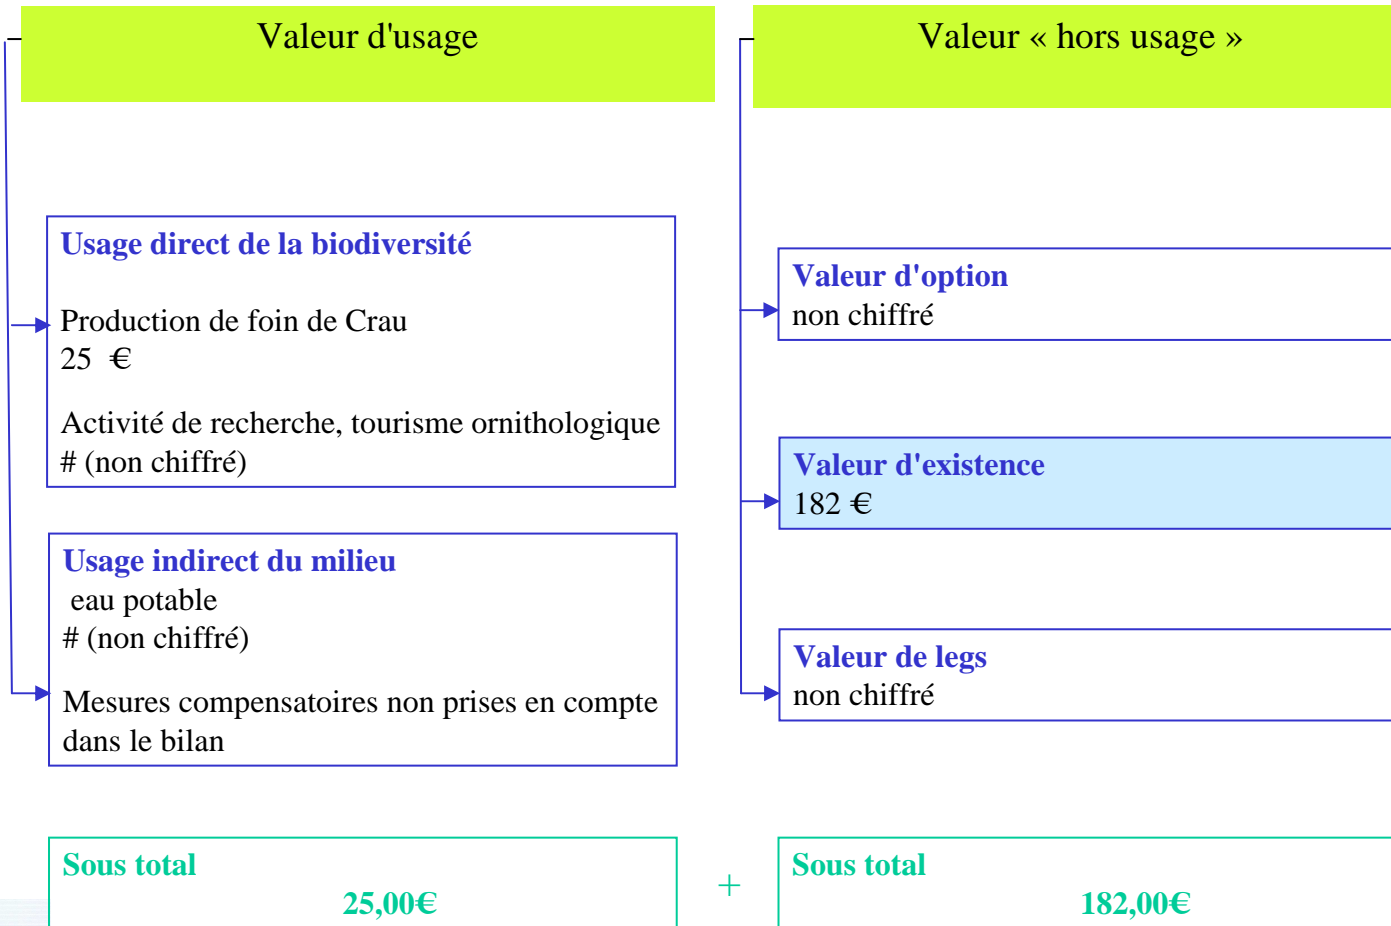 Valeur d'usage
Usage direct de la biodiversité
Production de foin de Crau
25 €
Activité de recherche, tourisme ornithologique
# (non chiffré)
Usage indirect du milieu
eau potable
# (non chiffré)
Mesures compensatoires non prises en compte
dans le bilan
Sous total
25,00€
+
Valeur « hors usage »
Valeur d'option
non chiffré
Valeur d'existence
182 €
Valeur de legs
non chiffré
Sous total
182,00€